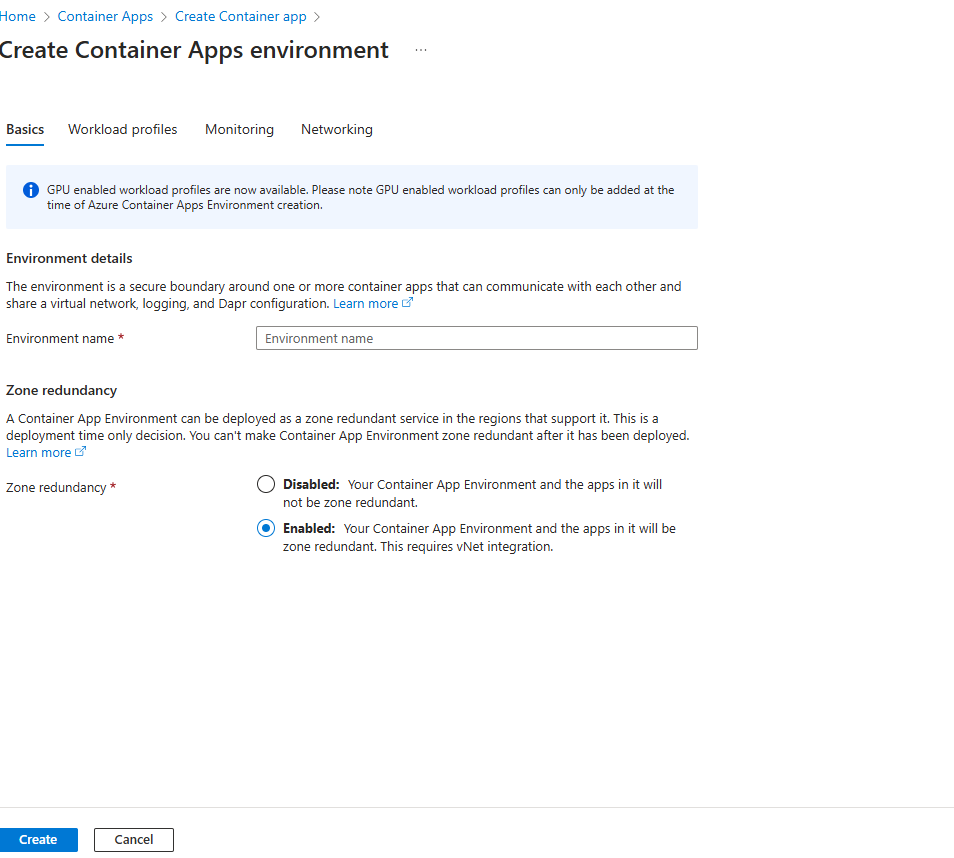 Home > Container Apps > Create Container app >
Create Container Apps environment ...
Basics Workload profiles Monitoring Networking
GPU enabled workload profiles are now available. Please note GPU enabled workload profiles can only be added at the
time of Azure Container Apps Environment creation.
Environment details
The environment is a secure boundary around one or more container apps that can communicate with each other and
share a virtual network, logging, and Dapr configuration. Learn more
Environment name * Environment name
Zone redundancy
A Container App Environment can be deployed as a zone redundant service in the regions that support it. This is a
deployment time only decision. You can't make Container App Environment zone redundant after it has been deployed.
Learn more
Zone redundancy *
Disabled: Your Container App Environment and the apps in it will
not be zone redundant.
Enabled: Your Container App Environment and the apps in it will be
zone redundant. This requires vNet integration.
Create Cancel